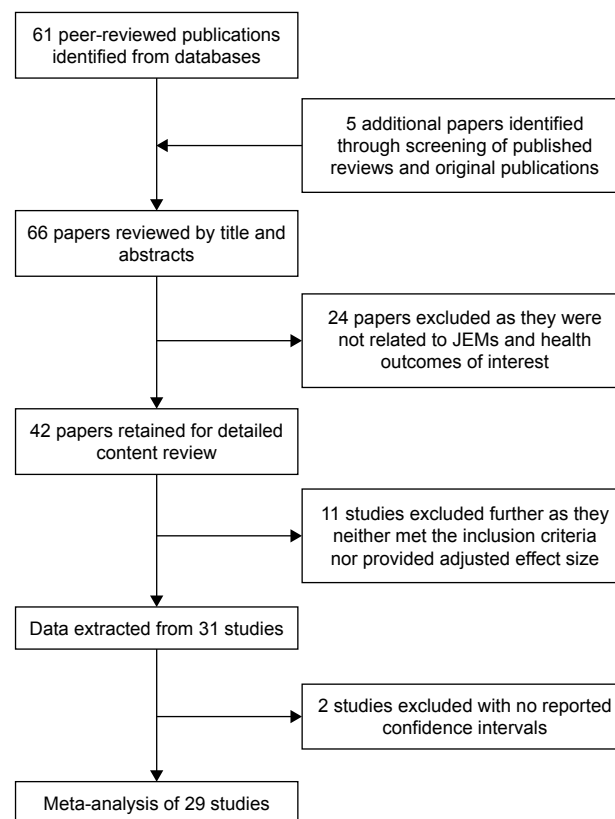 61 peer-reviewed publications
identified from databases
5 additional papers identified
through screening of published
reviews and original publications
66 papers reviewed by title and
abstracts
24 papers excluded as they were
not related to JEMs and health
outcomes of interest
42 papers retained for detailed
content review
11 studies excluded further as they
neither met the inclusion criteria
nor provided adjusted effect size
Data extracted from 31 studies
2 studies excluded with no reported
confidence intervals
Meta-analysis of 29 studies